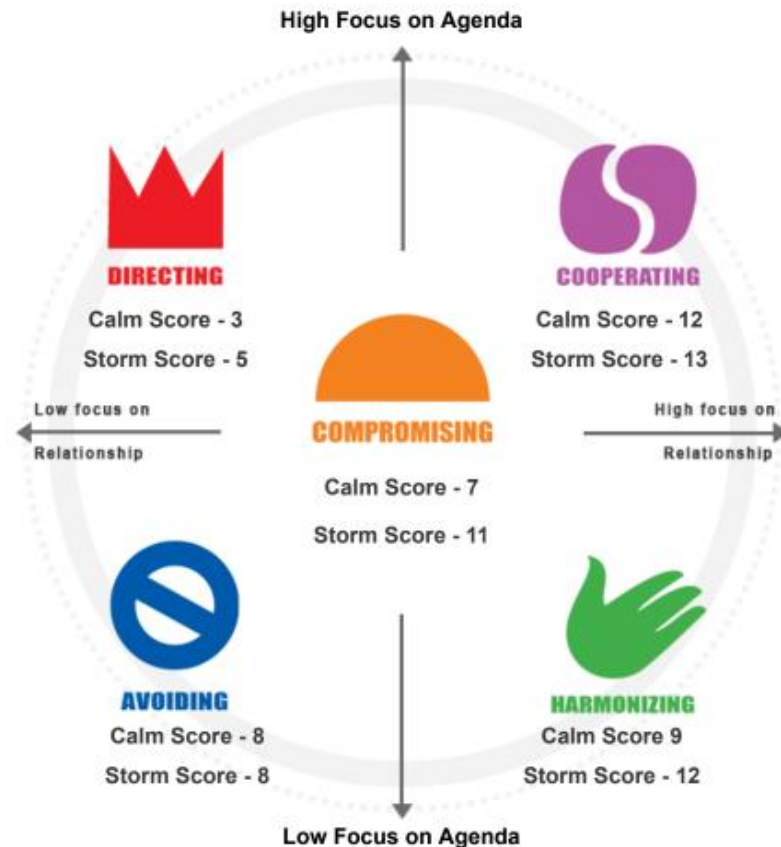 High Focus on Agenda
DIRECTING
Calm Score - 3
Storm Score - 5
COOPERATING
Calm Score - 12
Storm Score - 13
Low focus on
Relationship
COMPROMISING
Calm Score - 7
Storm Score - 11
High focus on
Relationship
AVOIDING
Calm Score - 8
Storm Score - 8
HARMONIZING
Calm Score 9
Storm Score - 12
Low Focus on Agenda